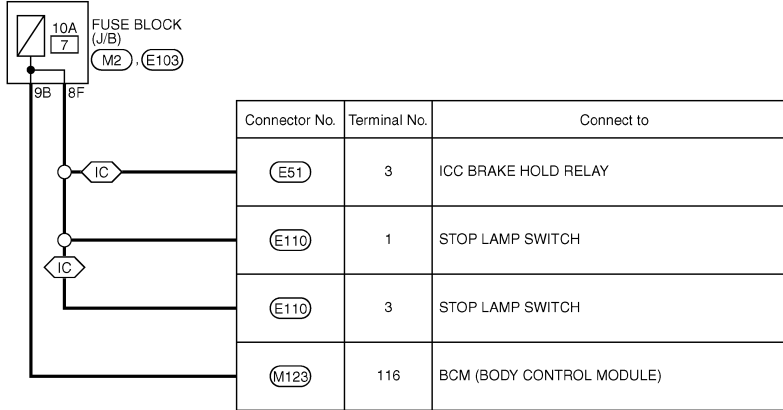 10A
7
FUSE BLOCK
(J/B)
M2 , E103
9B 8F
Connector No. Terminal No. Connect to
IC E51 3 ICC BRAKE HOLD RELAY
E110 1 STOP LAMP SWITCH
IC
E110 3 STOP LAMP SWITCH
M123 116 BCM (BODY CONTROL MODULE)